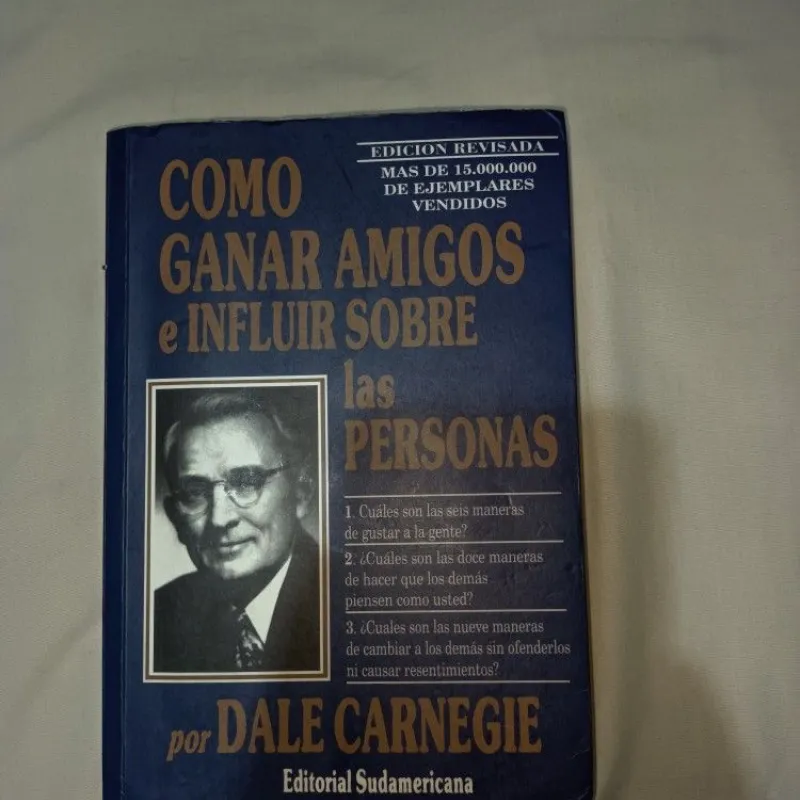 EDICION REVISADA
MAS DE 15.000.000
DE EJEMPLARES
VENDIDOS
COMO
GANAR AMIGOS
e INFLUIR SOBRE
las
PERSONAS
1. Cuáles son las seis maneras
de gustar a la gente?
2. ¿Cuáles son las doce maneras
de hacer que los demás
piensen como usted?
3. ¿Cuales son las nueve maneras
de cambiar a los demás sin ofenderlos
ni causar resentimientos?
por DALE CARNEGIE
Editorial Sudamericana